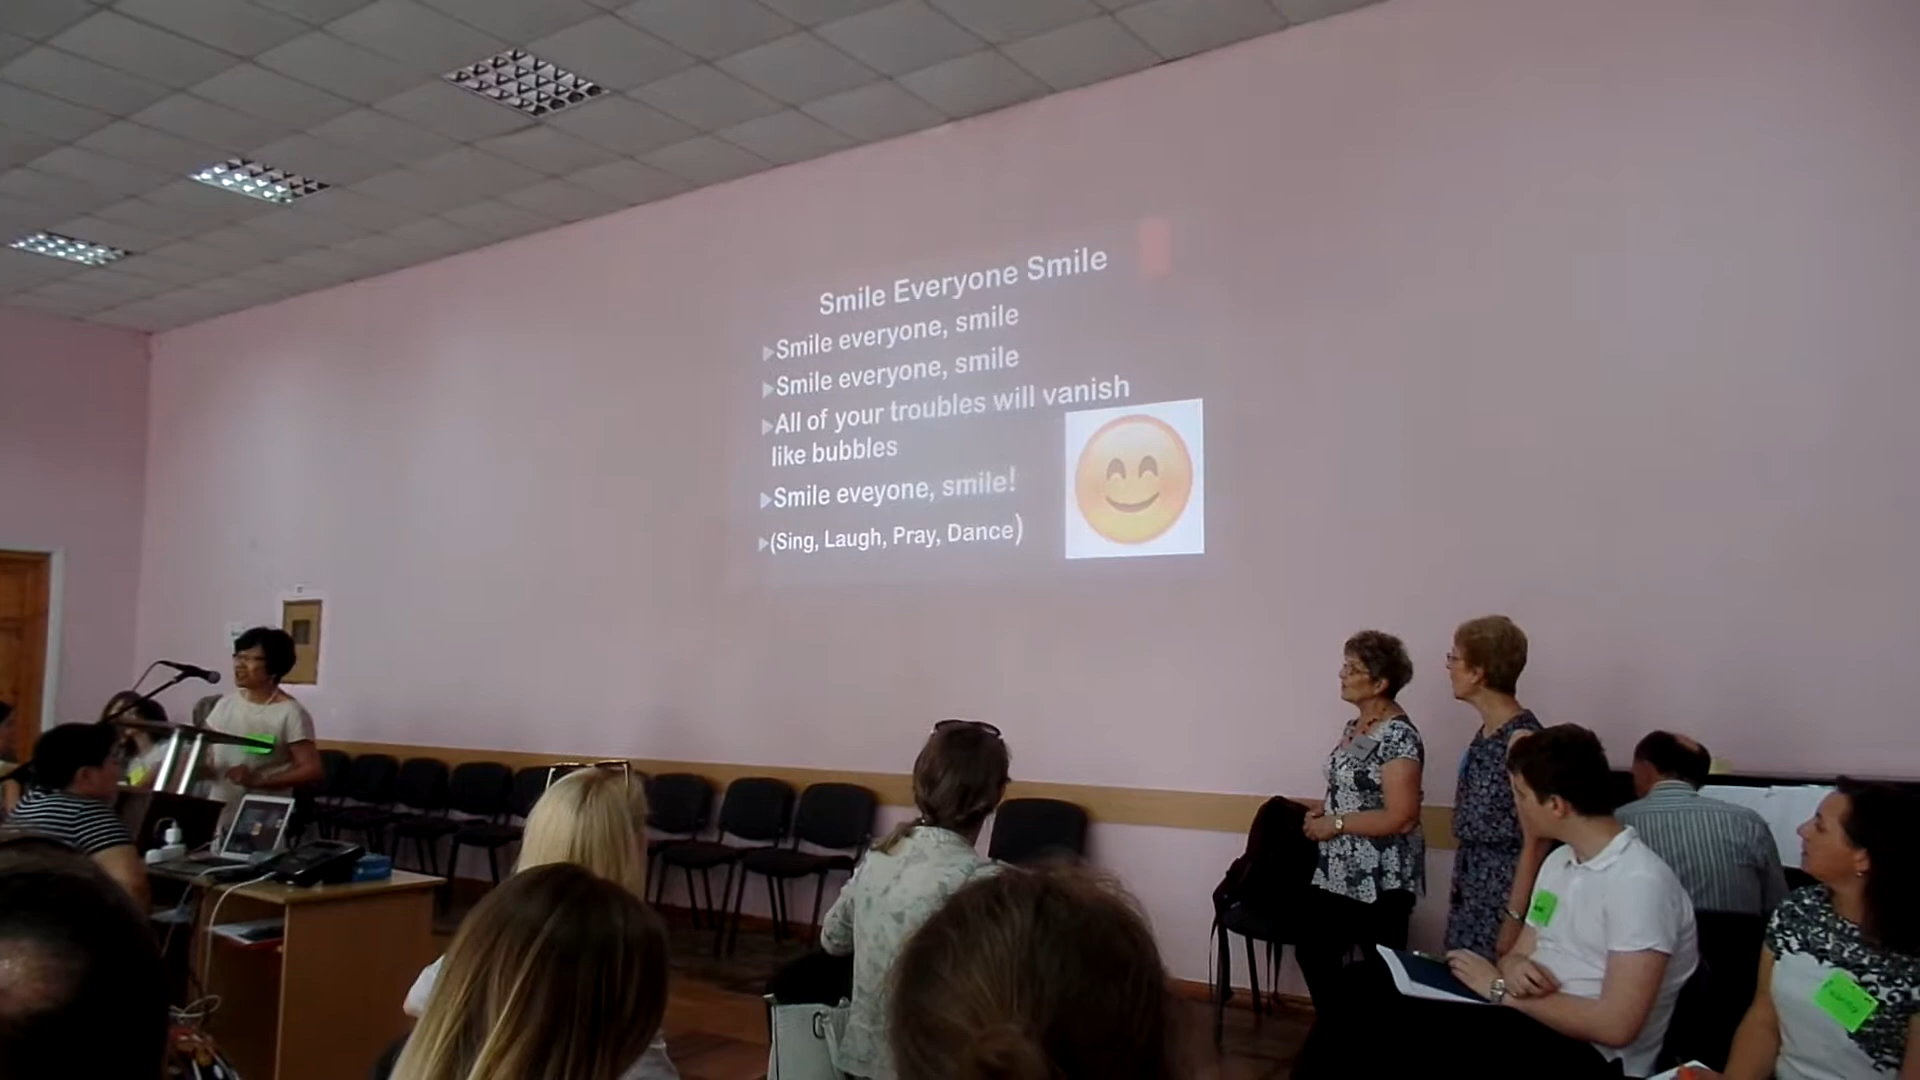 Smile Everyone Smile
Smile everyone, smile
Smile everyone, smile
All of your troubles will vanish
like bubbles
Smile eveyone, smile!
(Sing, Laugh, Pray, Dance)